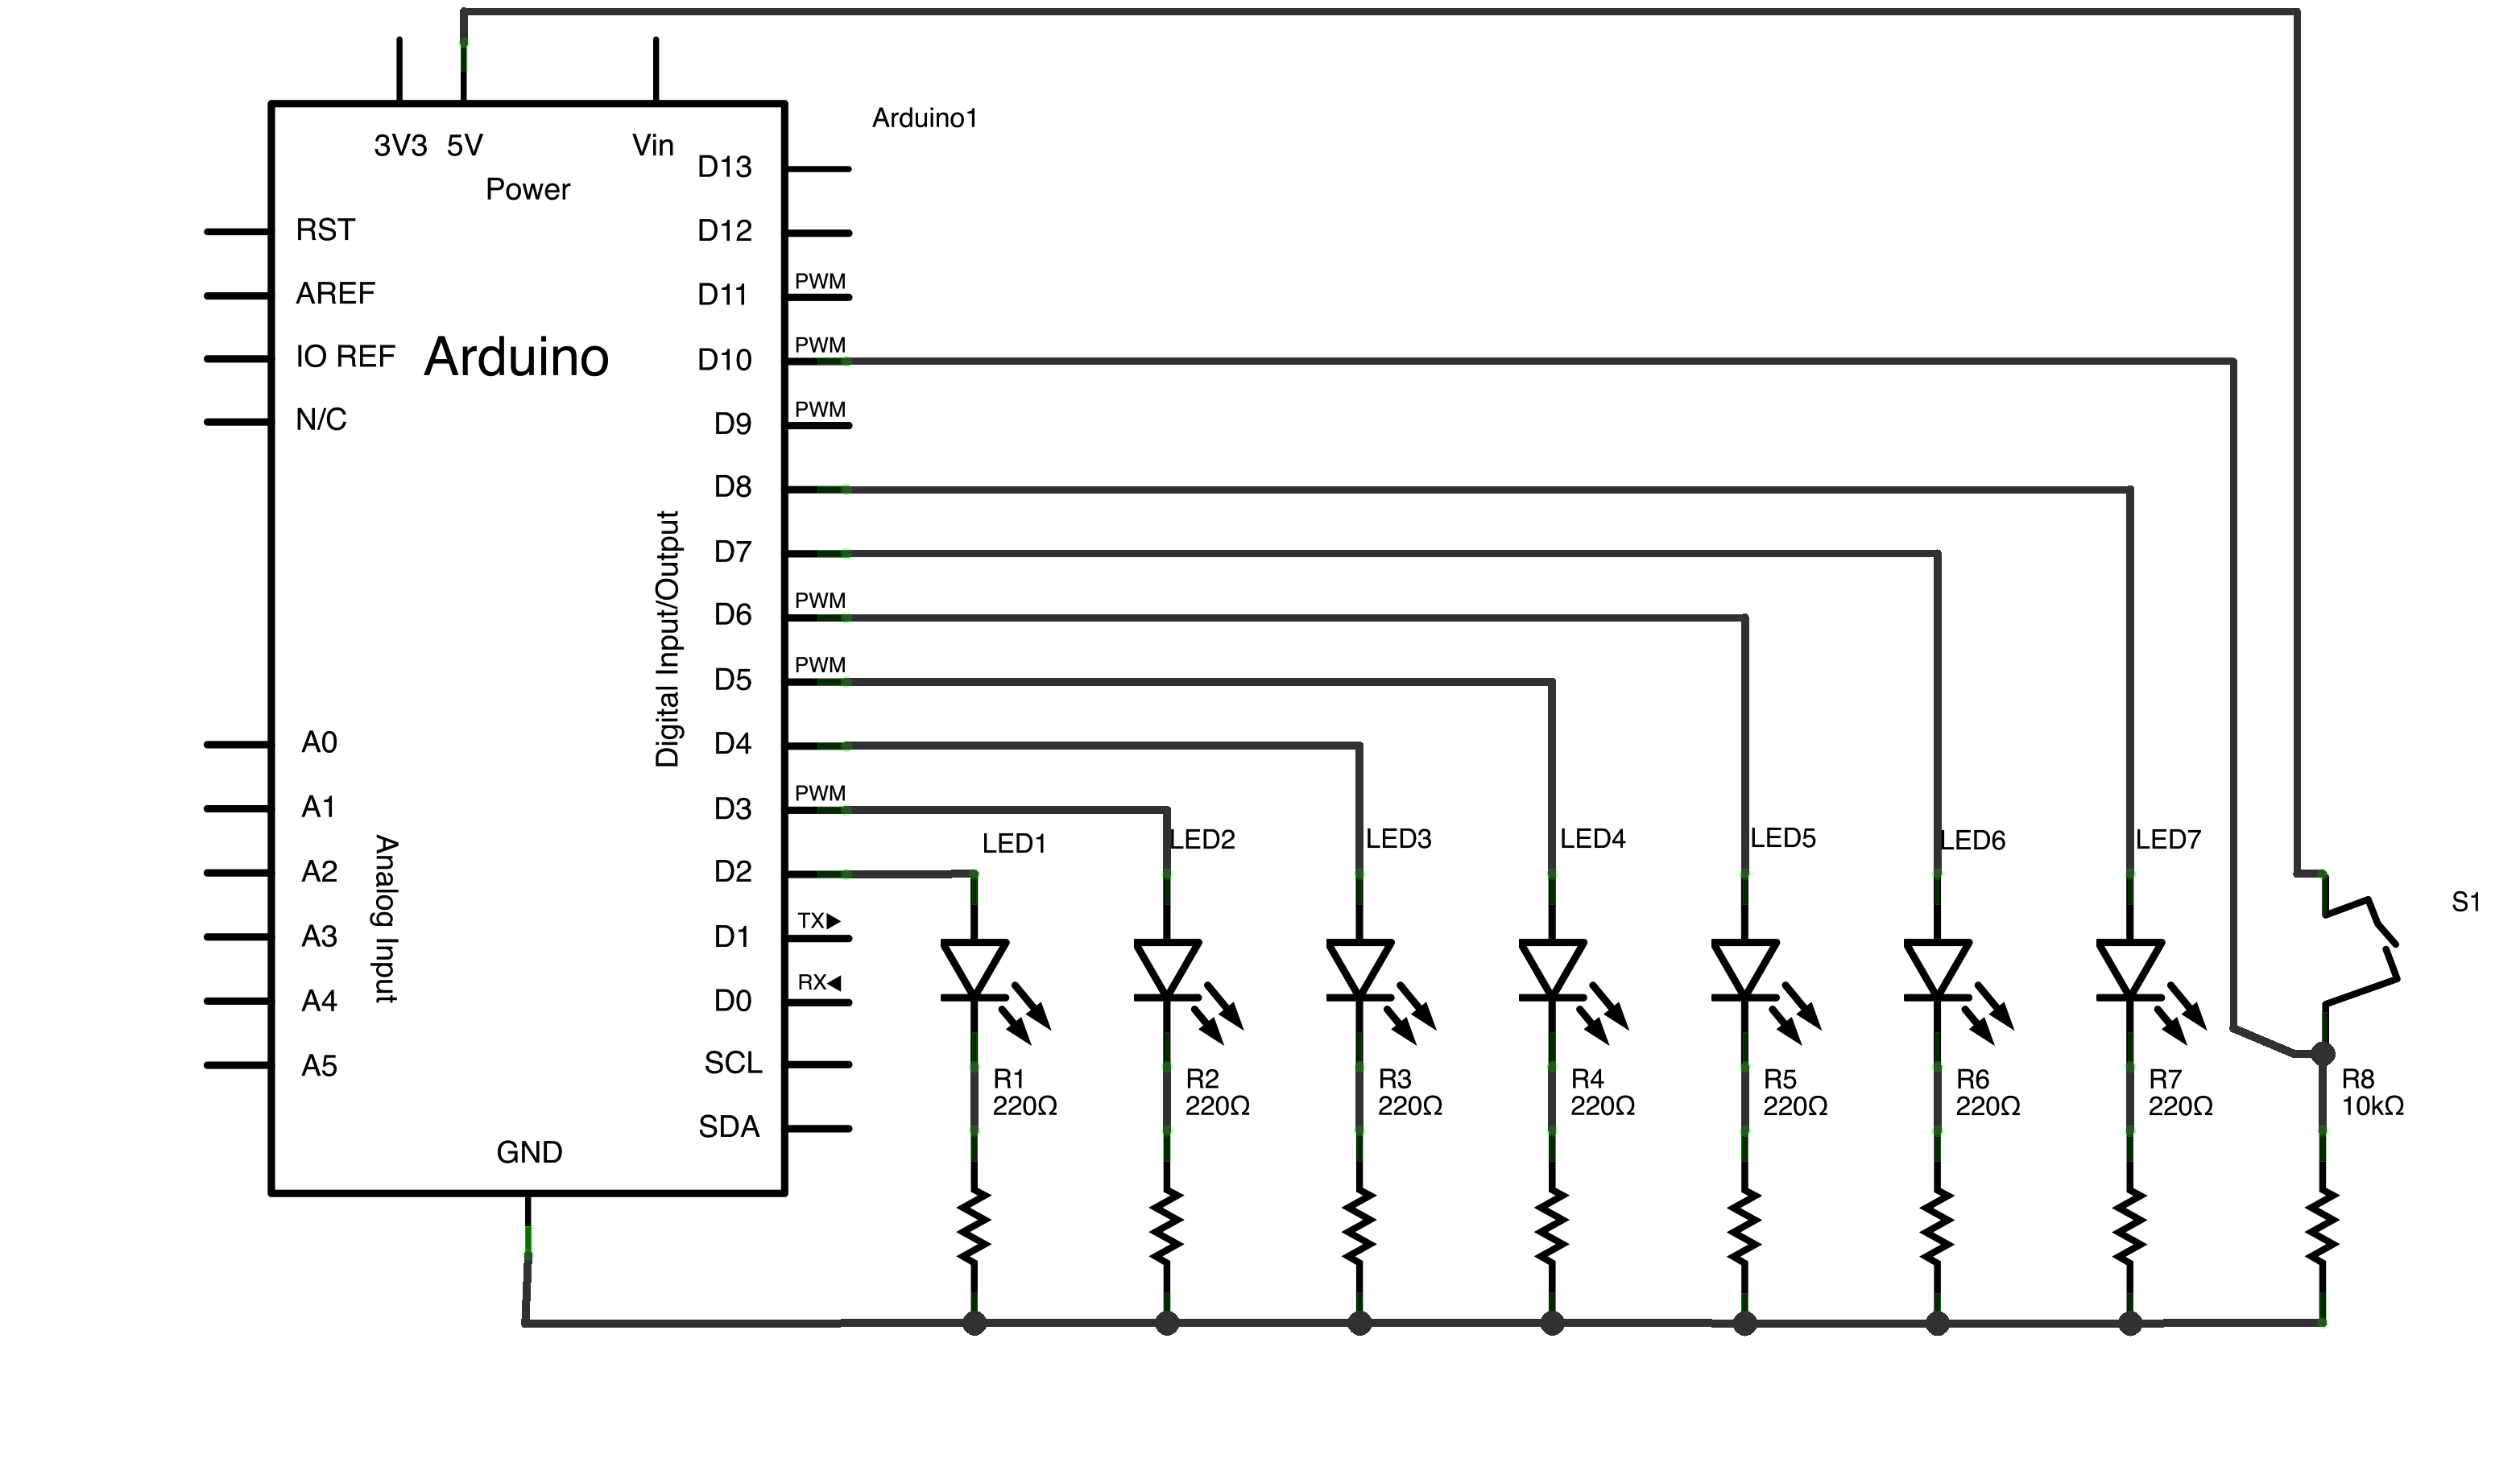 Arduino1
3V3 5V Vin
Power
RST
AREF
IO REF
N/C
Arduino
D13
D12
PWM
D11
PWM
D10
PWM
D9
D8
D7
PWM
D6
PWM
D5
D4
PWM
D3
D2
TX
D1
RX
D0
SCL
SDA
Digital Input/Output
A0
A1
A2
A3
A4
A5
Analog Input
GND
LED1
LED2
LED3
LED4
LED5
LED6
LED7
S1
R1
220Ω
R2
220Ω
R3
220Ω
R4
220Ω
R5
220Ω
R6
220Ω
R7
220Ω
R8
10kΩ